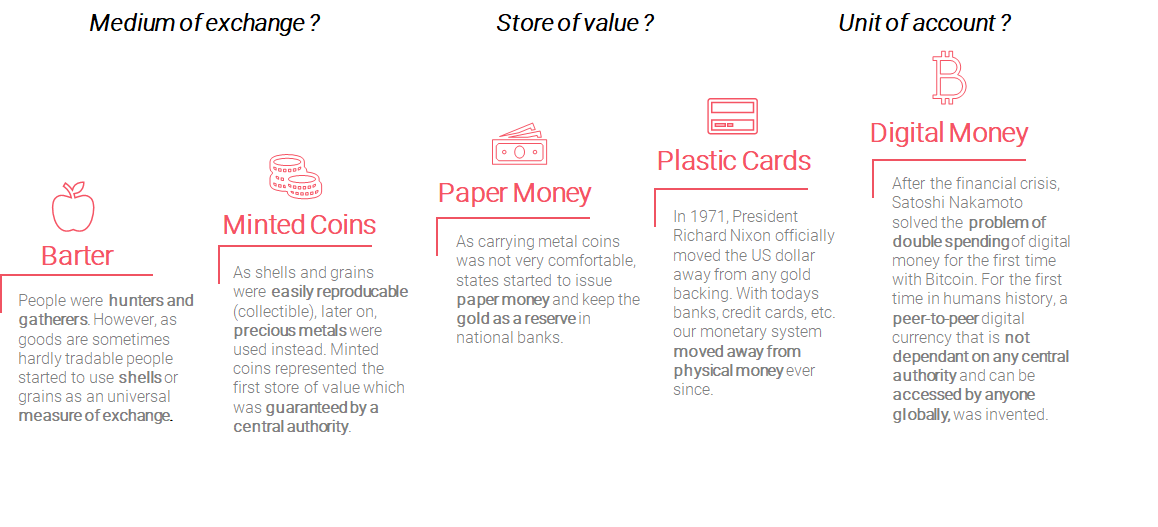 Medium of exchange ?
Store of value ?
Unit of account ?
Barter
People were hunters and
gatherers. However, as
goods are sometimes
hardly tradable people
started to use shells or
grains as an universal
measure of exchange.
Minted Coins
As shells and grains
were easily reproducable
(collectible), later on,
precious metals were
used instead. Minted
coins represented the
first store of value which
was guaranteed by a
central authority.
Paper Money
As carrying metal coins
was not very comfortable,
states started to issue
paper money and keep the
gold as a reserve in
national banks.
Plastic Cards
In 1971, President
Richard Nixon officially
moved the US dollar
away from any gold
backing. With todays
banks, credit cards, etc.
our monetary system
moved away from
physical money ever
since.
Digital Money
After the financial crisis,
Satoshi Nakamoto
solved the problem of
double spending of digital
money for the first time
with Bitcoin. For the first
time in humans history, a
peer-to-peer digital
currency that is not
dependant on any central
authority and can be
accessed by anyone
globally, was invented.